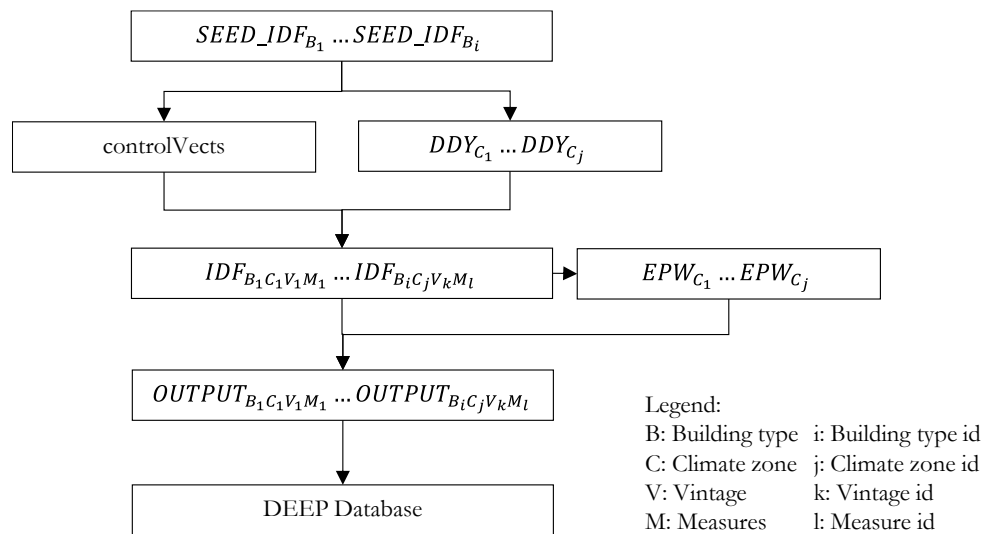 SEED_IDF_{B_1} … SEED_IDF_{B_i}
controlVects
DDY_{C_1} … DDY_{C_j}
IDF_{B_1C_1V_1M_1} … IDF_{B_iC_jV_kM_l}
EPW_{C_1} … EPW_{C_j}
OUTPUT_{B_1C_1V_1M_1} … OUTPUT_{B_iC_jV_kM_l}
DEEP Database
Legend:
B: Building type i: Building type id
C: Climate zone j: Climate zone id
V: Vintage k: Vintage id
M: Measures l: Measure id